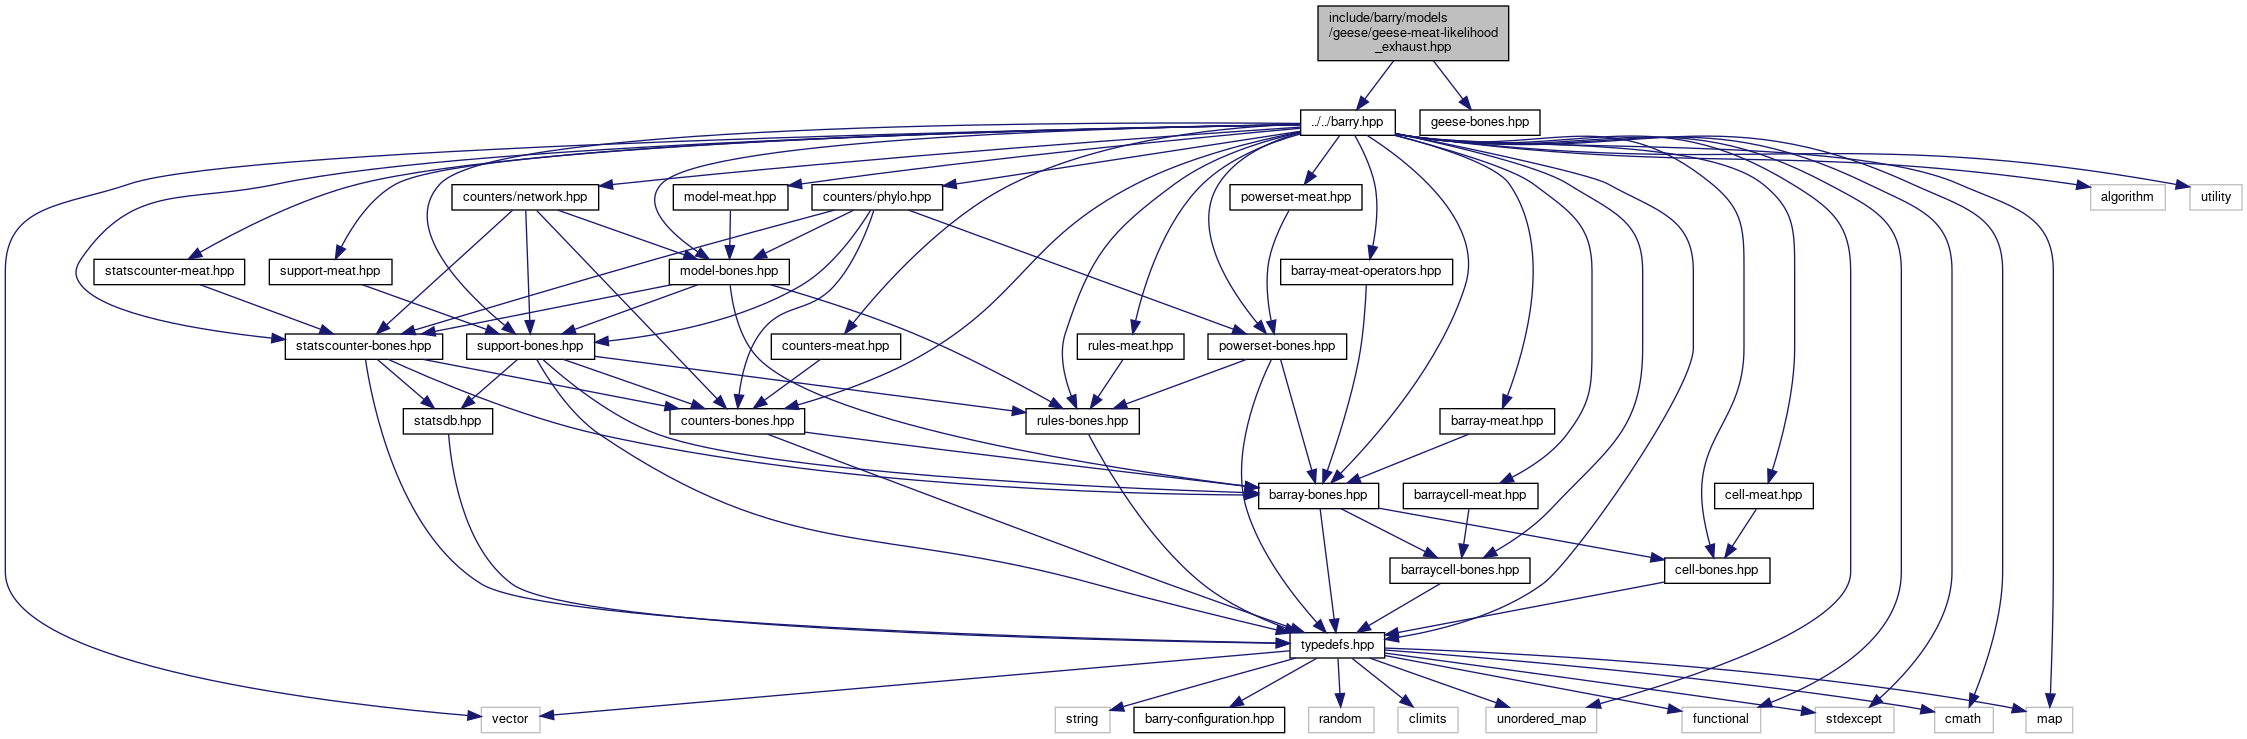 include/barry/models
/geese/geese-meat-likelihood
_exhaust.hpp
../../barry.hpp
geese-bones.hpp
counters/network.hpp
model-meat.hpp
counters/phylo.hpp
powerset-meat.hpp
algorithm
utility
statscounter-meat.hpp
support-meat.hpp
model-bones.hpp
barray-meat-operators.hpp
statscounter-bones.hpp
support-bones.hpp
counters-meat.hpp
rules-meat.hpp
powerset-bones.hpp
statsdb.hpp
counters-bones.hpp
rules-bones.hpp
barray-meat.hpp
barray-bones.hpp
barraycell-meat.hpp
cell-meat.hpp
barraycell-bones.hpp
cell-bones.hpp
typedefs.hpp
vector
string
barry-configuration.hpp
random
climits
unordered_map
functional
stdexcept
cmath
map